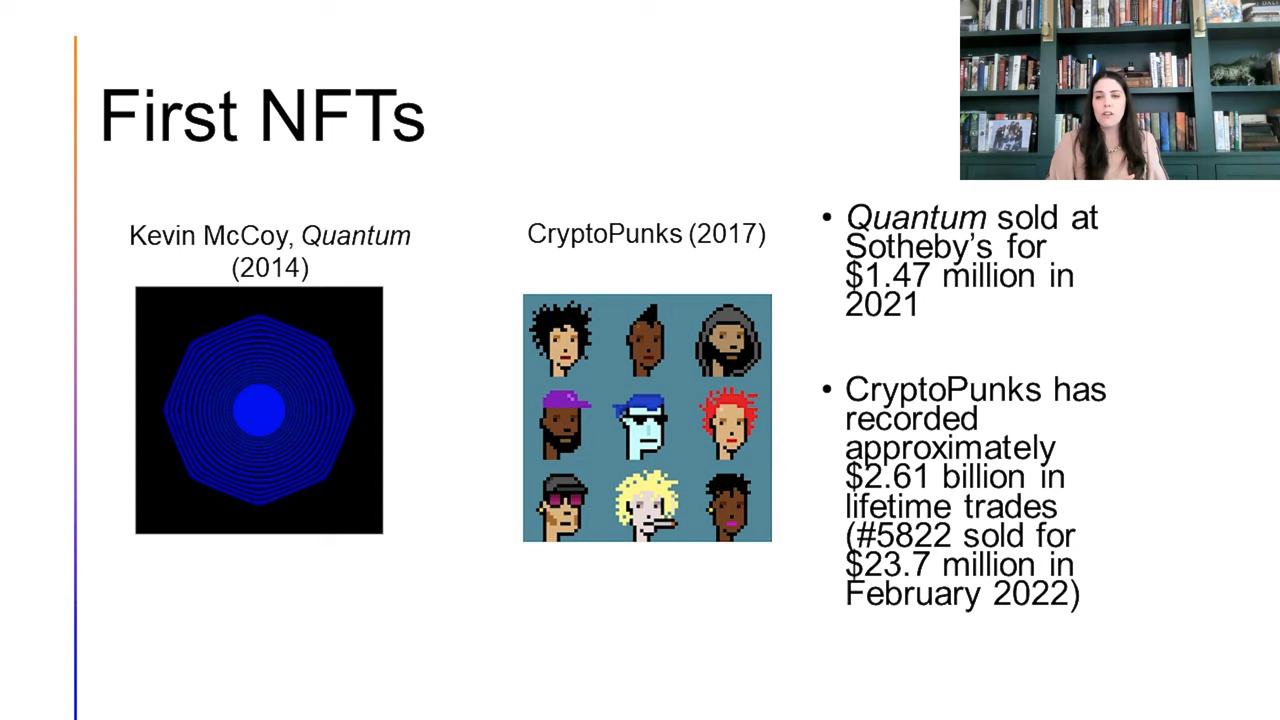 First NFTs
Kevin McCoy, Quantum
(2014)
CryptoPunks (2017)
• Quantum sold at
Sotheby’s for
$1.47 million in
2021
• CryptoPunks has
recorded
approximately
$2.61 billion in
lifetime trades
(#5822 sold for
$23.7 million in
February 2022)